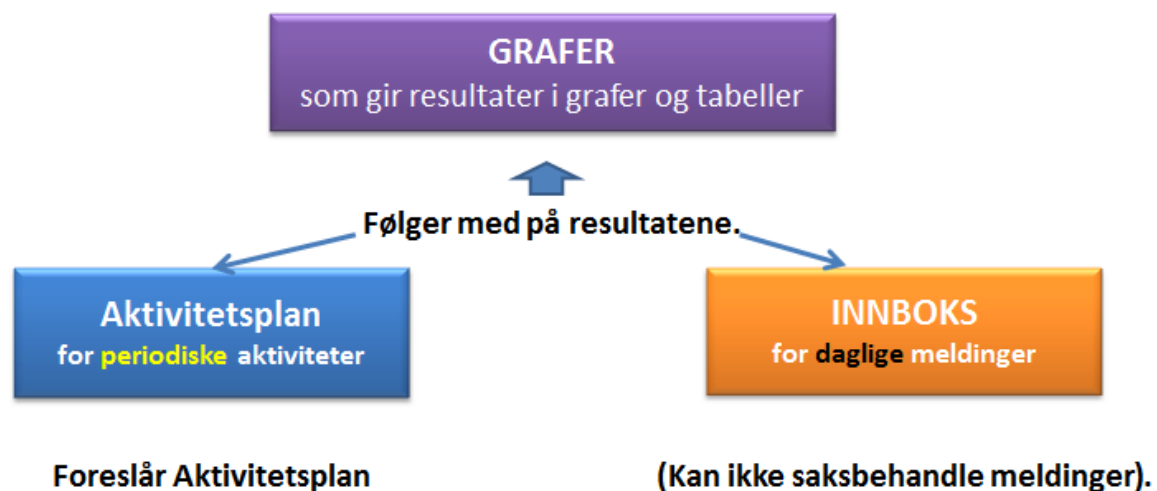 GRAFER
som gir resultater i grafer og tabeller
Følger med på resultatene.
Aktivitetsplan
for periodiske aktiviteter
INNBOKS
for daglige meldinger
Foreslår Aktivitetsplan
(Kan ikke saksbehandle meldinger).